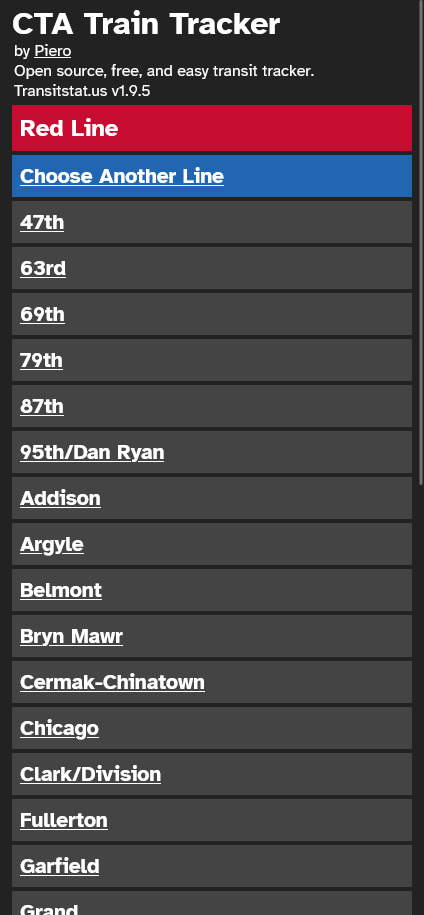 CTA Train Tracker
by Piero
Open source, free, and easy transit tracker.
Transitstat.us v1.9.5
Red Line
Choose Another Line
47th
63rd
69th
79th
87th
95th/Dan Ryan
Addison
Argyle
Belmont
Bryn Mawr
Cermak-Chinatown
Chicago
Clark/Division
Fullerton
Garfield
Grand